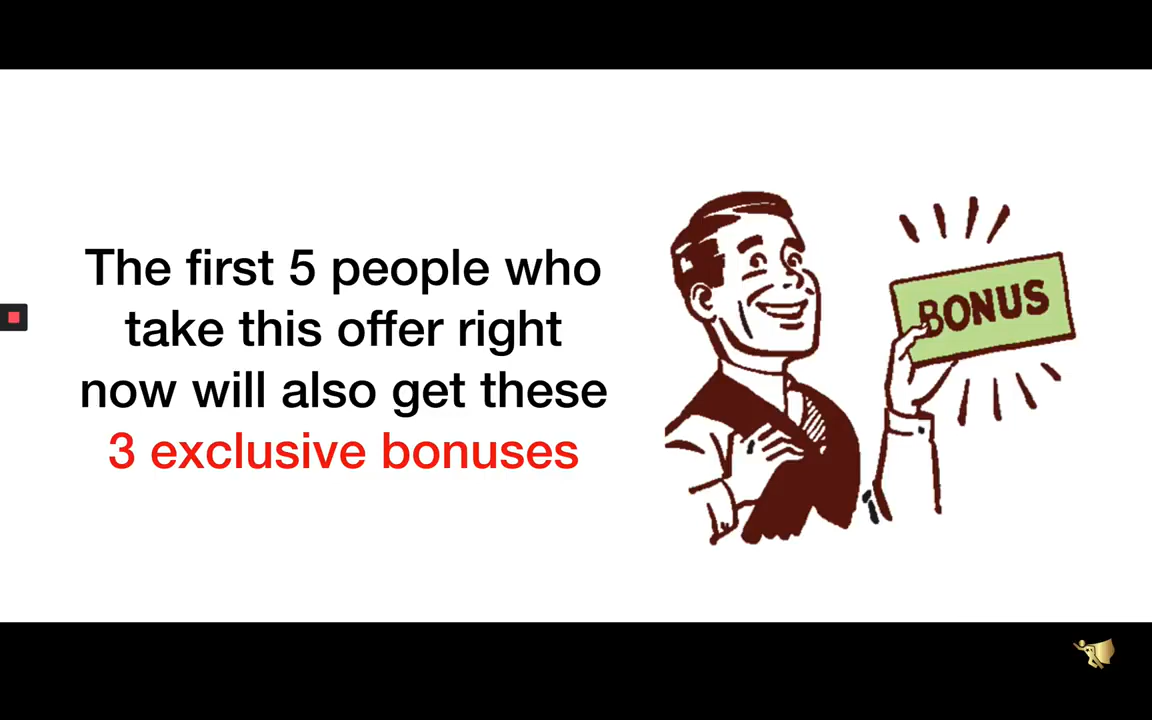 The first 5 people who
take this offer right
now will also get these
3 exclusive bonuses
BONUS